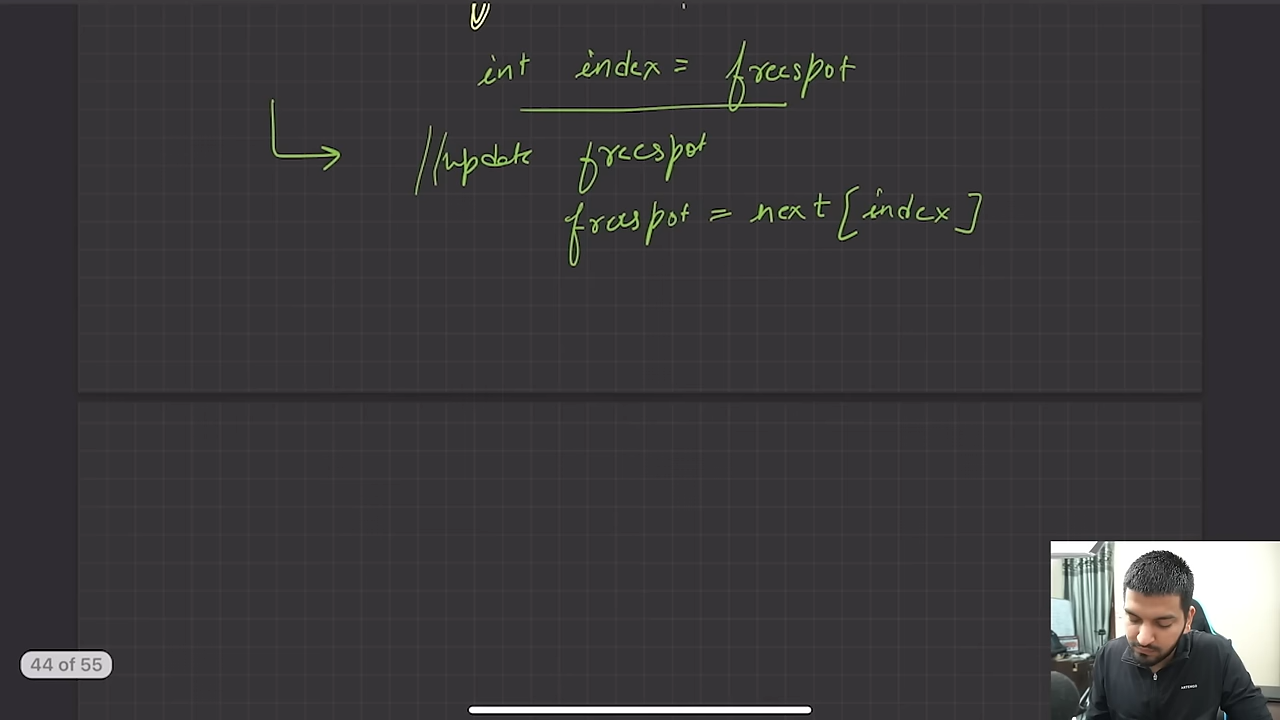 int index = freespot
//update freespot
freespot = next[index]
44 of 55